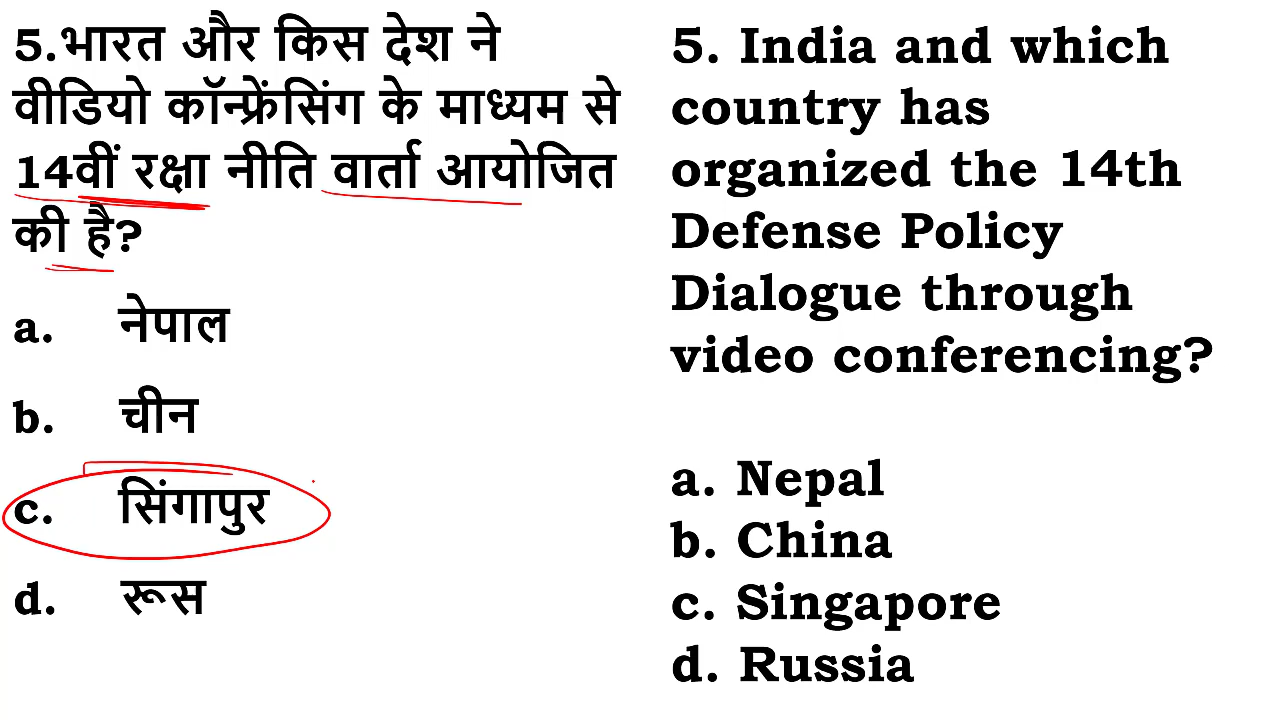 5.भारत और किस देश ने
वीडियो कॉन्फ्रेंसिंग के माध्यम से
14वीं रक्षा नीति वार्ता आयोजित
की है?
a. नेपाल
b. चीन
c. सिंगापुर
d. रूस
5. India and which
country has
organized the 14th
Defense Policy
Dialogue through
video conferencing?
a. Nepal
b. China
c. Singapore
d. Russia